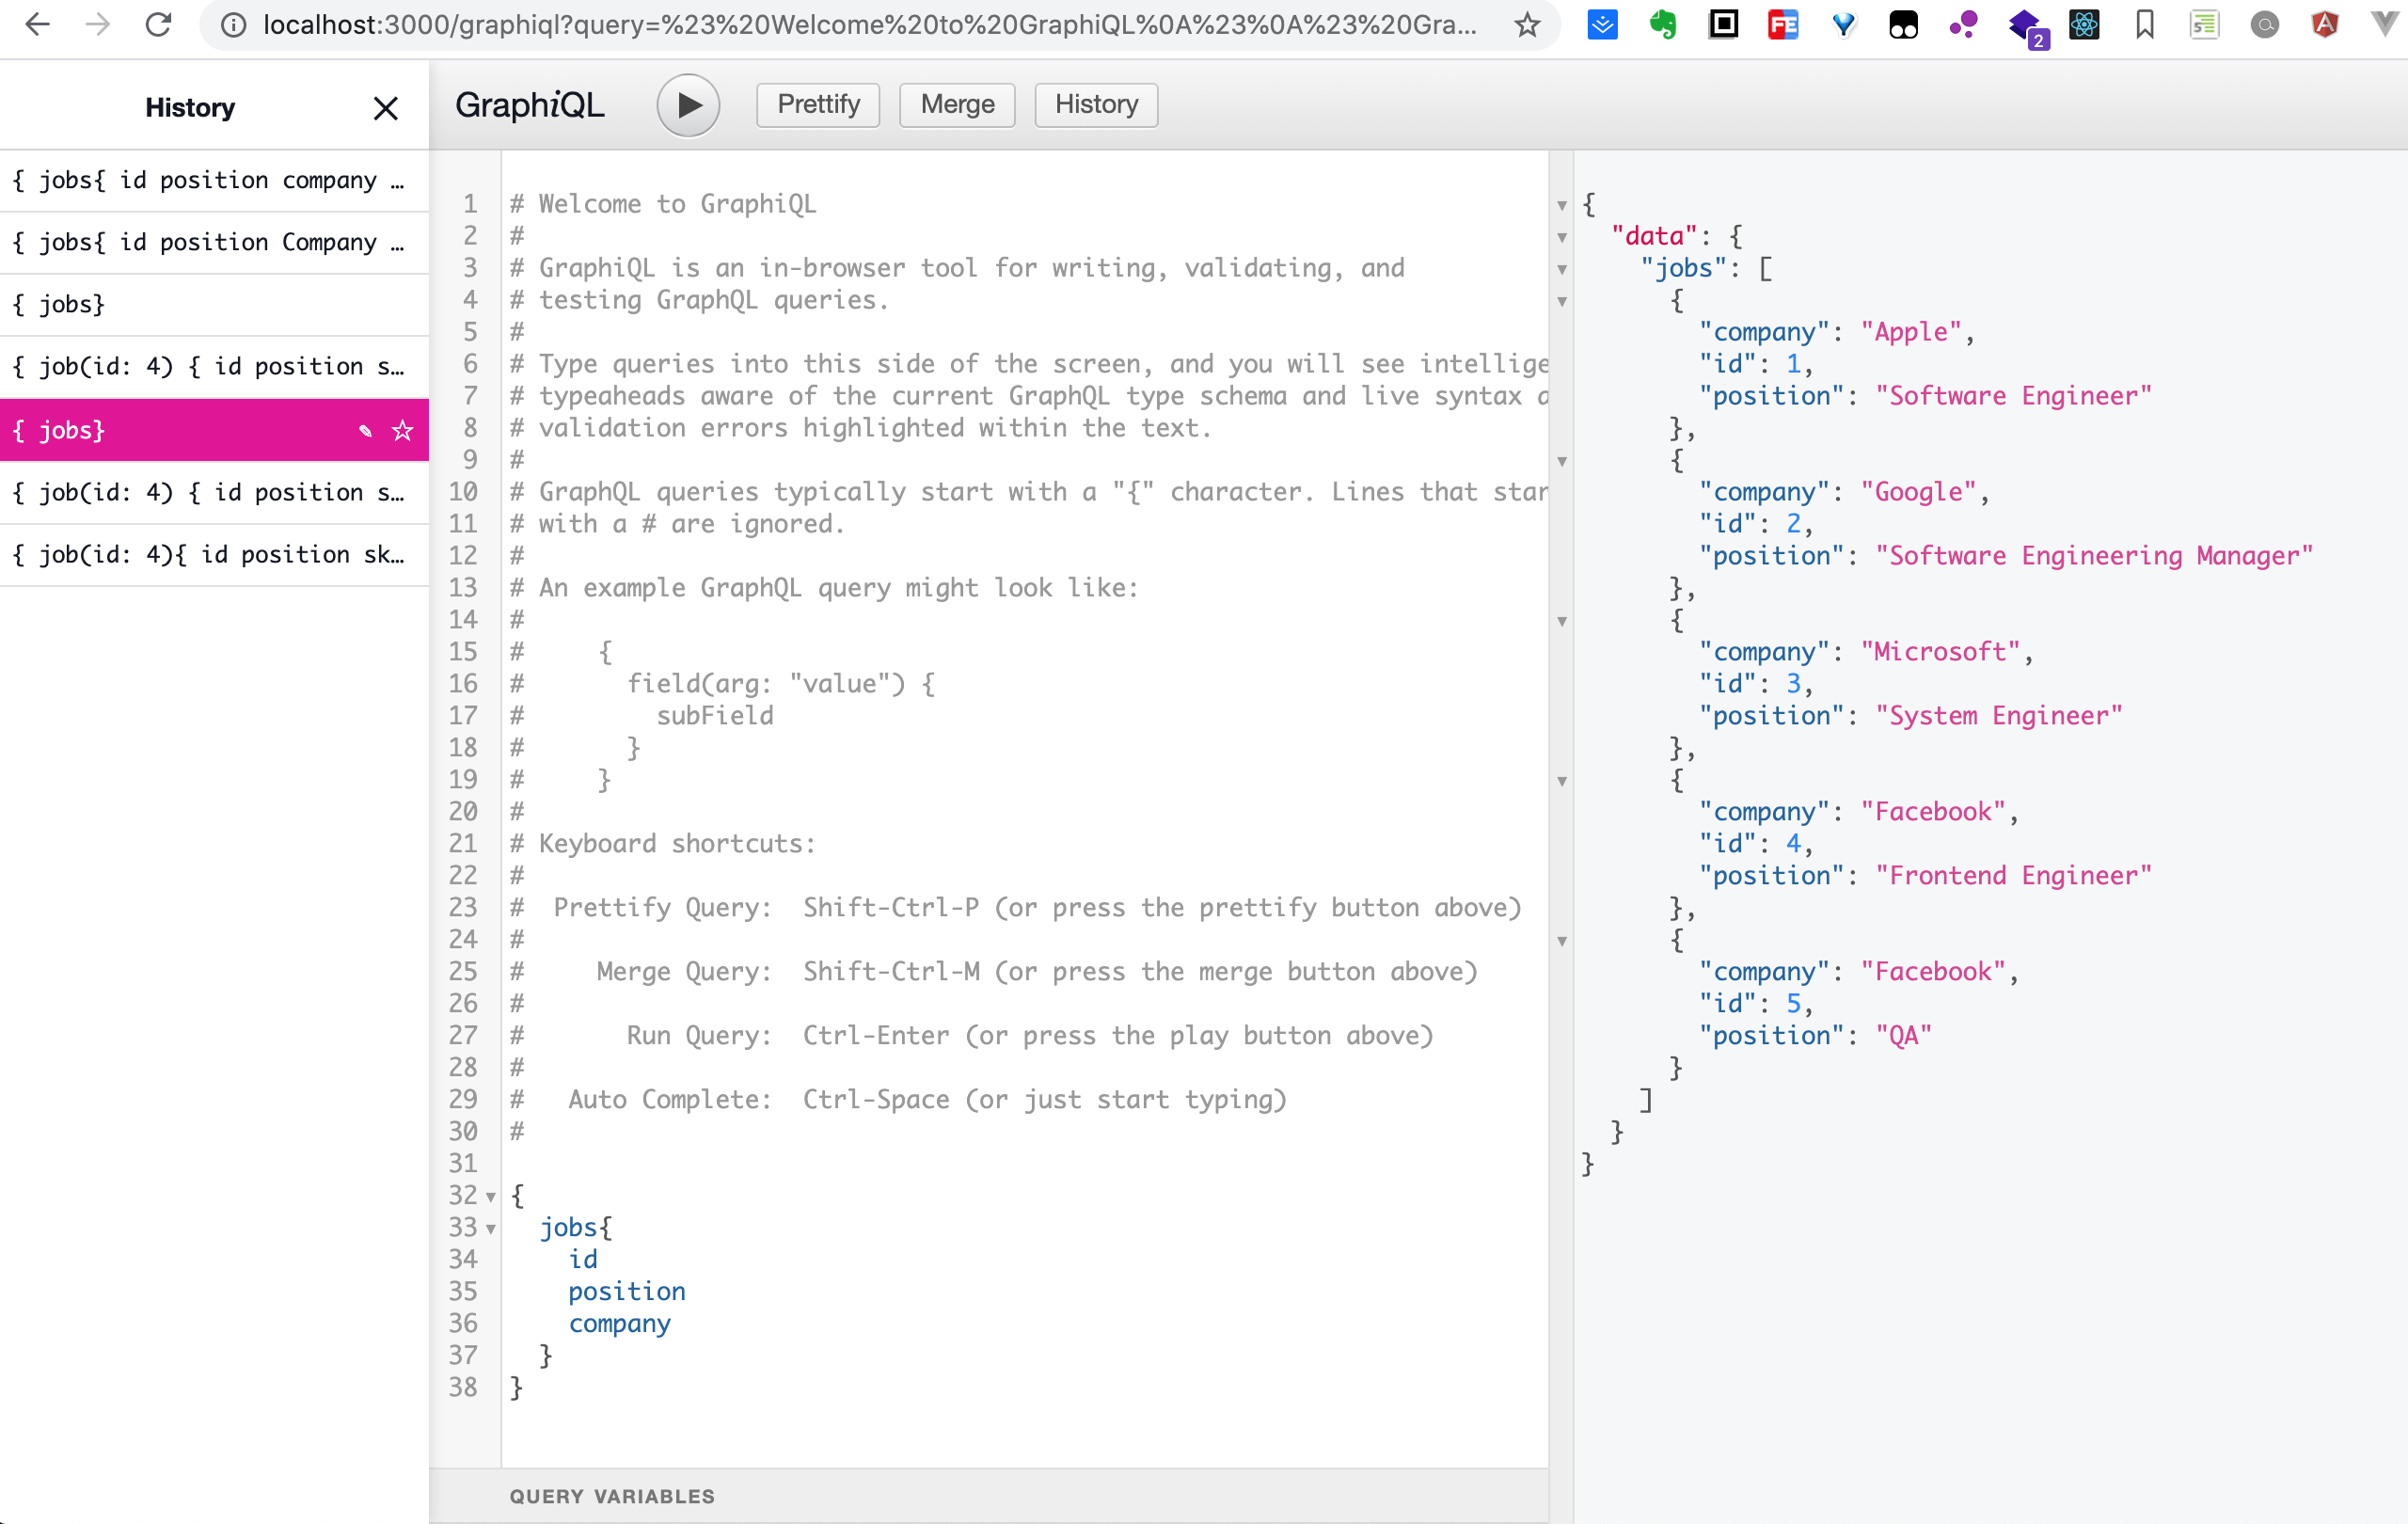 localhost:3000/graphiql?query=%23%20Welcome%20to%20GraphiQL%0A%23%0A%23%20Gra...
2
History
GraphiQL
Prettify
Merge
History
{ jobs{ id position company …
{ jobs{ id position Company …
{ jobs}
{ job(id: 4) { id position s…
{ jobs}
{ job(id: 4) { id position s…
{ job(id: 4){ id position sk…
1 # Welcome to GraphiQL
2 #
3 # GraphiQL is an in-browser tool for writing, validating, and
4 # testing GraphQL queries.
5 #
6 # Type queries into this side of the screen, and you will see intellige
7 # typeaheads aware of the current GraphQL type schema and live syntax a
8 # validation errors highlighted within the text.
9 #
10 # GraphQL queries typically start with a "{" character. Lines that star
11 # with a # are ignored.
12 #
13 # An example GraphQL query might look like:
14 #
15 #     {
16 #       field(arg: "value") {
17 #         subField
18 #       }
19 #     }
20 #
21 # Keyboard shortcuts:
22 #
23 #  Prettify Query:  Shift-Ctrl-P (or press the prettify button above)
24 #
25 #     Merge Query:  Shift-Ctrl-M (or press the merge button above)
26 #
27 #       Run Query:  Ctrl-Enter (or press the play button above)
28 #
29 #   Auto Complete:  Ctrl-Space (or just start typing)
30 #
31
32 {
33   jobs{
34     id
35     position
36     company
37   }
38 }
QUERY VARIABLES
{
  "data": {
    "jobs": [
      {
        "company": "Apple",
        "id": 1,
        "position": "Software Engineer"
      },
      {
        "company": "Google",
        "id": 2,
        "position": "Software Engineering Manager"
      },
      {
        "company": "Microsoft",
        "id": 3,
        "position": "System Engineer"
      },
      {
        "company": "Facebook",
        "id": 4,
        "position": "Frontend Engineer"
      },
      {
        "company": "Facebook",
        "id": 5,
        "position": "QA"
      }
    ]
  }
}